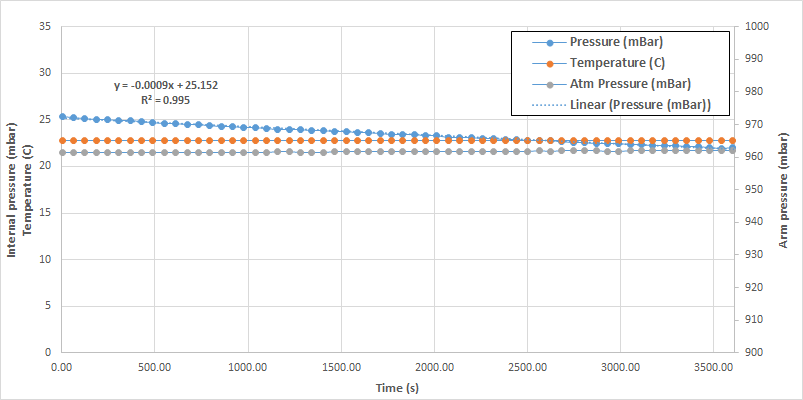 35
30
25
20
15
10
5
0
1000
990
980
970
960
950
940
930
920
910
900
Pressure (mBar)
Temperature (C)
Atm Pressure (mBar)
Linear (Pressure (mBar))
y = -0.0009x + 25.152
R² = 0.995
Internal pressure (mbar)
Temperature (C)
Arm pressure (mbar)
0.00 500.00 1000.00 1500.00 2000.00 2500.00 3000.00 3500.00
Time (s)